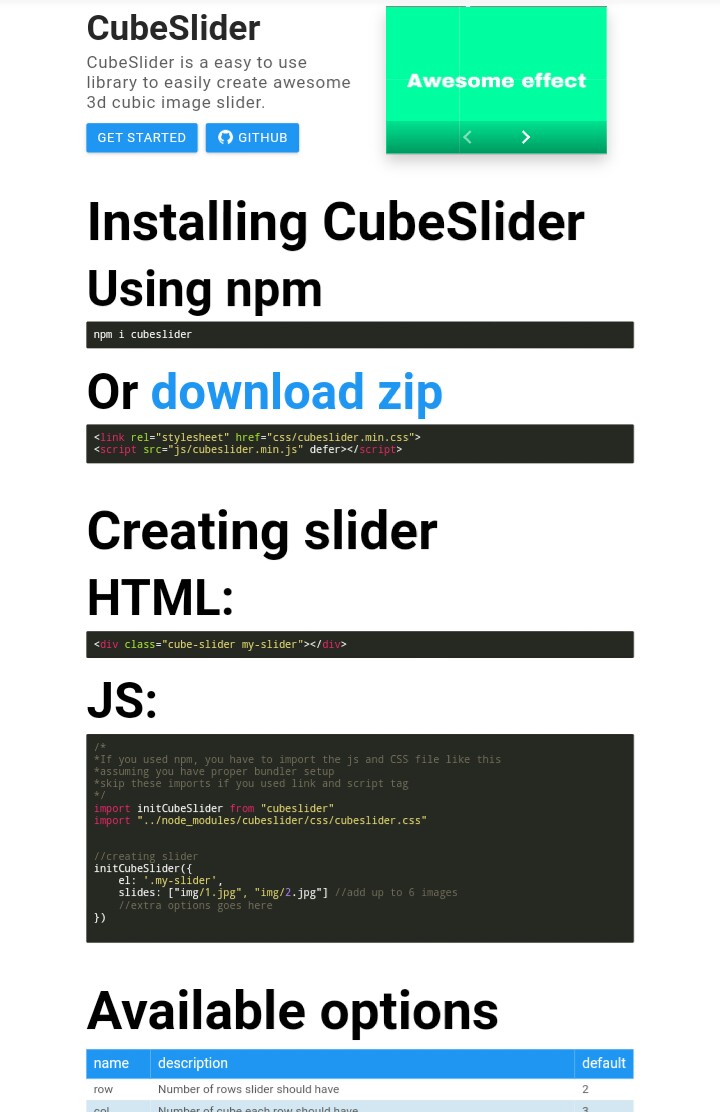 CubeSlider
CubeSlider is a easy to use
library to easily create awesome
3d cubic image slider.
GET STARTED
GITHUB
Awesome effect
Installing CubeSlider
Using npm
npm i cubeslider
Or download zip
<link rel="stylesheet" href="css/cubeslider.min.css">
<script src="js/cubeslider.min.js" defer></script>
Creating slider
HTML:
<div class="cube-slider my-slider"></div>
JS:
/*
*If you used npm, you have to import the js and CSS file like this
*assuming you have proper bundler setup
*skip these imports if you used link and script tag
*/
import initCubeSlider from "cubeslider"
import "../node_modules/cubeslider/css/cubeslider.css"
//creating slider
initCubeSlider({
el: '.my-slider',
slides: ["img/1.jpg", "img/2.jpg"] //add up to 6 images
//extra options goes here
})
Available options
name description default
row Number of rows slider should have 2
col Number of cube each row should have 3